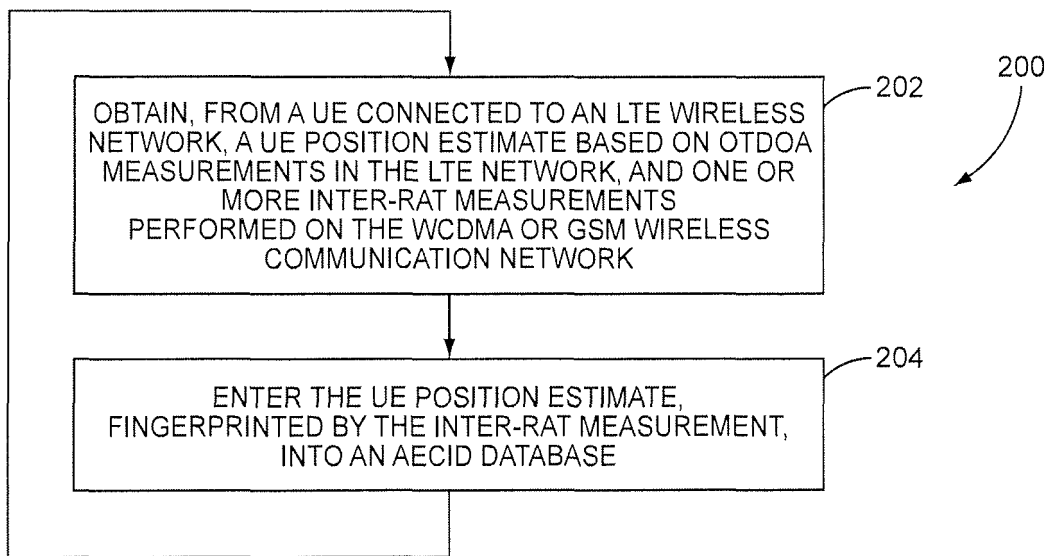 200
202
OBTAIN, FROM A UE CONNECTED TO AN LTE WIRELESS
NETWORK, A UE POSITION ESTIMATE BASED ON OTDOA
MEASUREMENTS IN THE LTE NETWORK, AND ONE OR
MORE INTER-RAT MEASUREMENTS
PERFORMED ON THE WCDMA OR GSM WIRELESS
COMMUNICATION NETWORK
204
ENTER THE UE POSITION ESTIMATE,
FINGERPRINTED BY THE INTER-RAT MEASUREMENT,
INTO AN AECID DATABASE